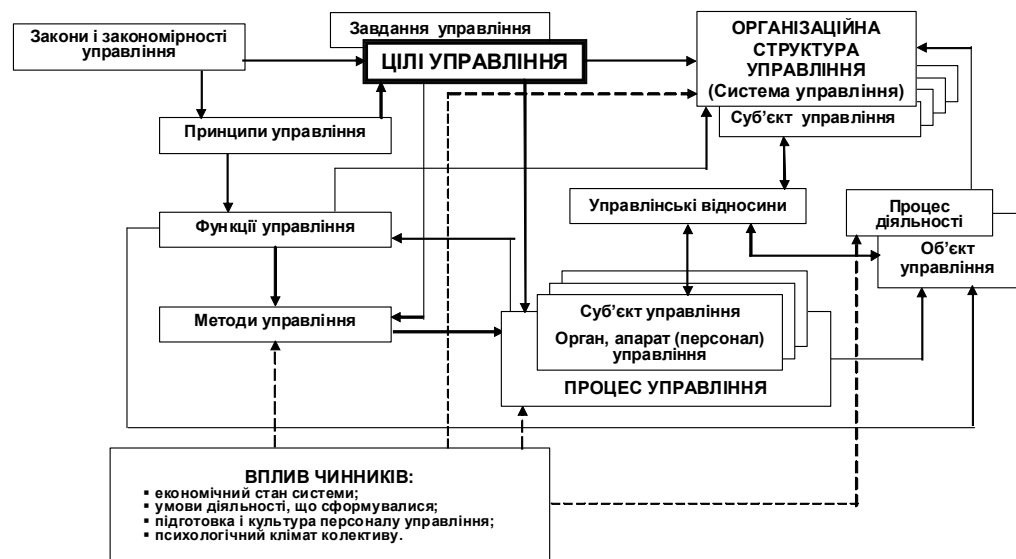 Завдання управління
Закони і закономірності
управління
ЦІЛІ УПРАВЛІННЯ
ОРГАНІЗАЦІЙНА
СТРУКТУРА
УПРАВЛІННЯ
(Система управління)
Суб’єкт управління
Принципи управління
Управлінські відносини
Процес
діяльності
Функції управління
Об’єкт
управління
Методи управління
Суб’єкт управління
Орган, апарат (персонал)
управління
ПРОЦЕС УПРАВЛІННЯ
ВПЛИВ ЧИННИКІВ:
▪ економічний стан системи;
▪ умови діяльності, що сформувалися;
▪ підготовка і культура персоналу управління;
▪ психологічний клімат колективу.